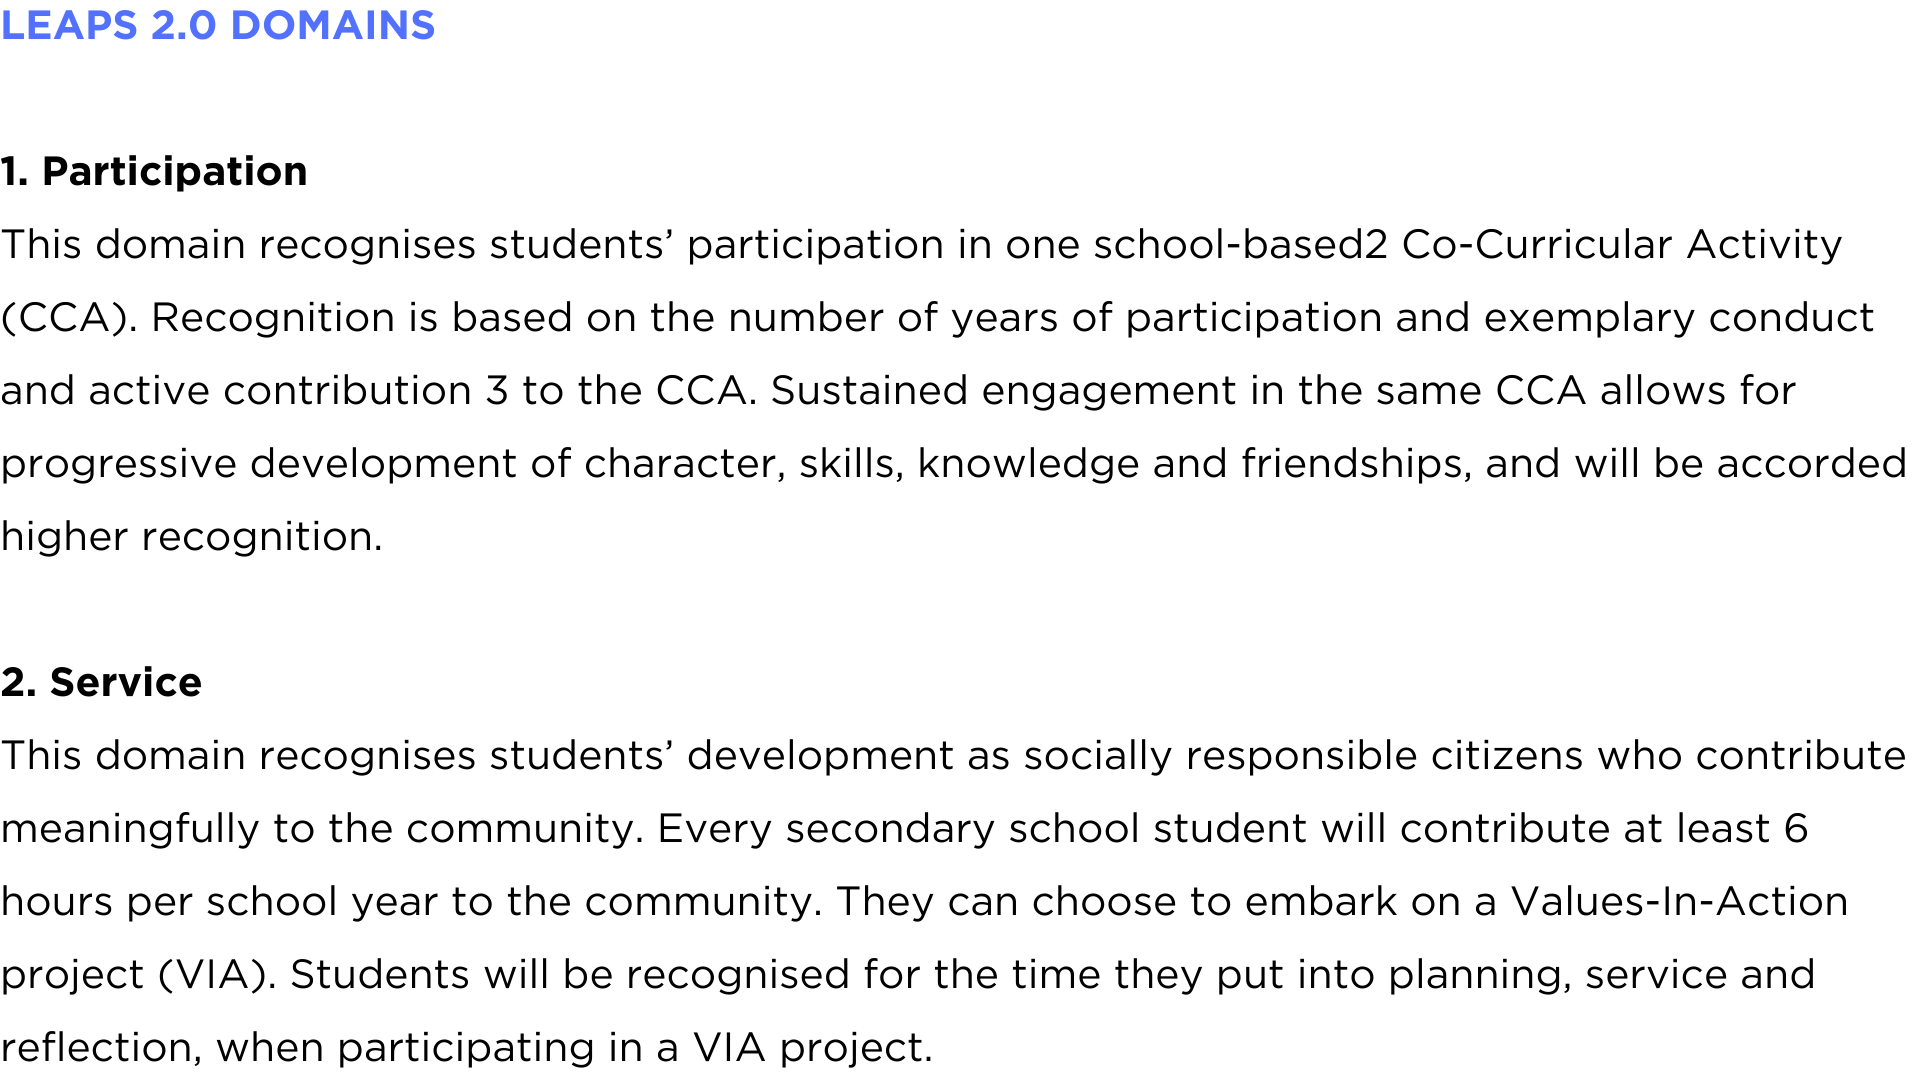 LEAPS 2.0 DOMAINS
1. Participation
This domain recognises students’ participation in one school-based2 Co-Curricular Activity
(CCA). Recognition is based on the number of years of participation and exemplary conduct
and active contribution 3 to the CCA. Sustained engagement in the same CCA allows for
progressive development of character, skills, knowledge and friendships, and will be accorded
higher recognition.
2. Service
This domain recognises students’ development as socially responsible citizens who contribute
meaningfully to the community. Every secondary school student will contribute at least 6
hours per school year to the community. They can choose to embark on a Values-In-Action
project (VIA). Students will be recognised for the time they put into planning, service and
reflection, when participating in a VIA project.